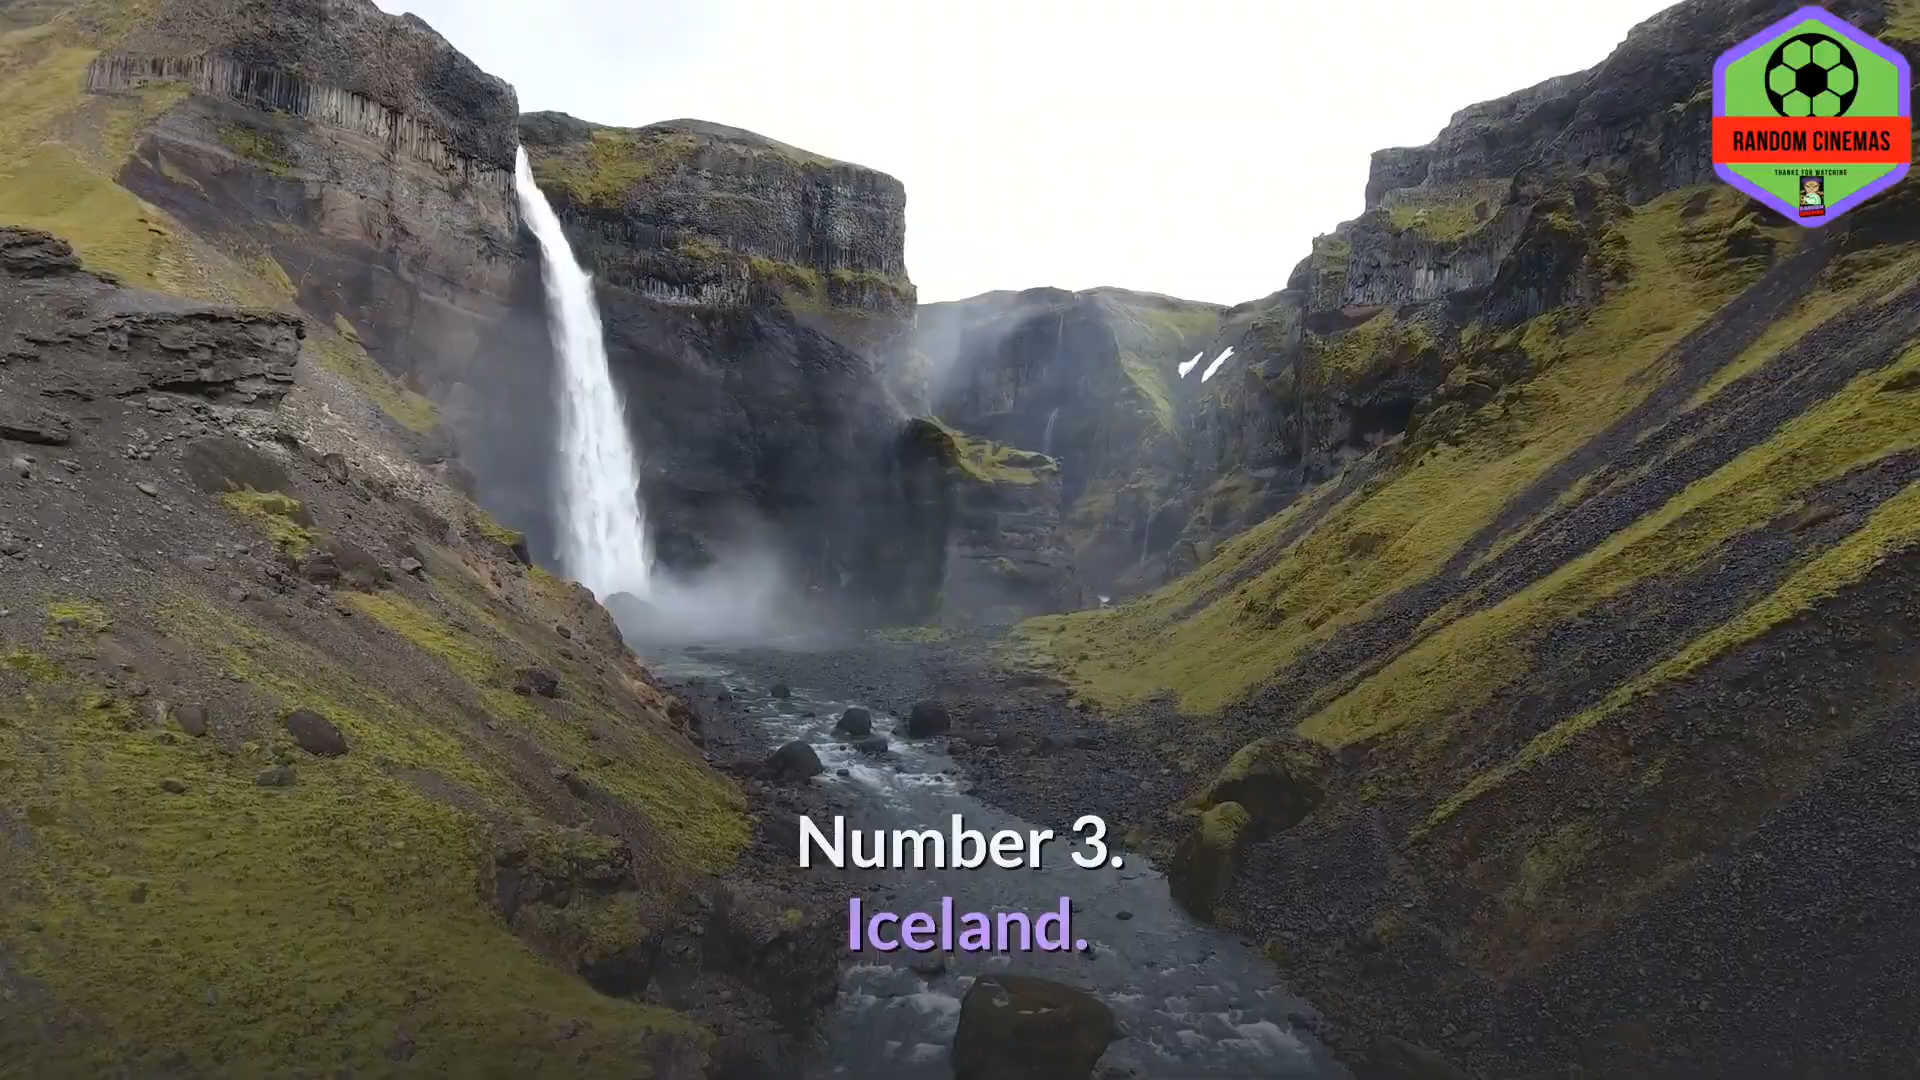 RANDOM CINEMAS
THANKS FOR WATCHING
Number 3.
Iceland.